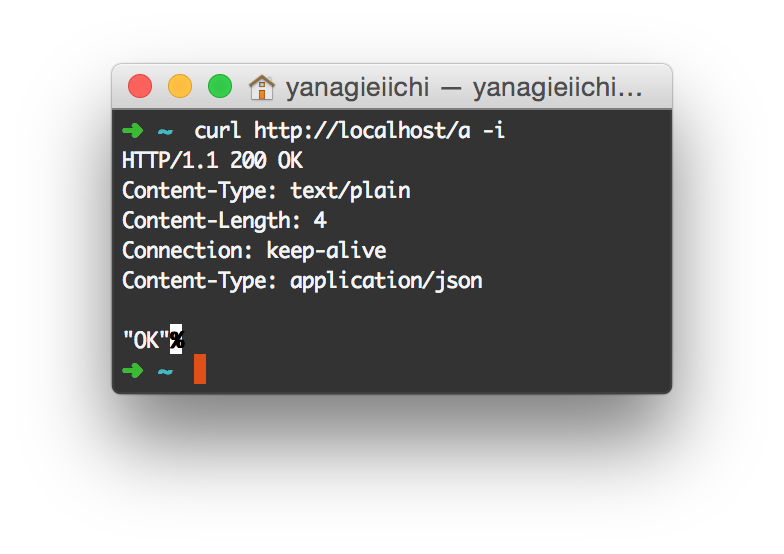 yanagieiichi — yanagieiichi...
➜ ~ curl http://localhost/a -i
HTTP/1.1 200 OK
Content-Type: text/plain
Content-Length: 4
Connection: keep-alive
Content-Type: application/json
"OK"%
➜ ~